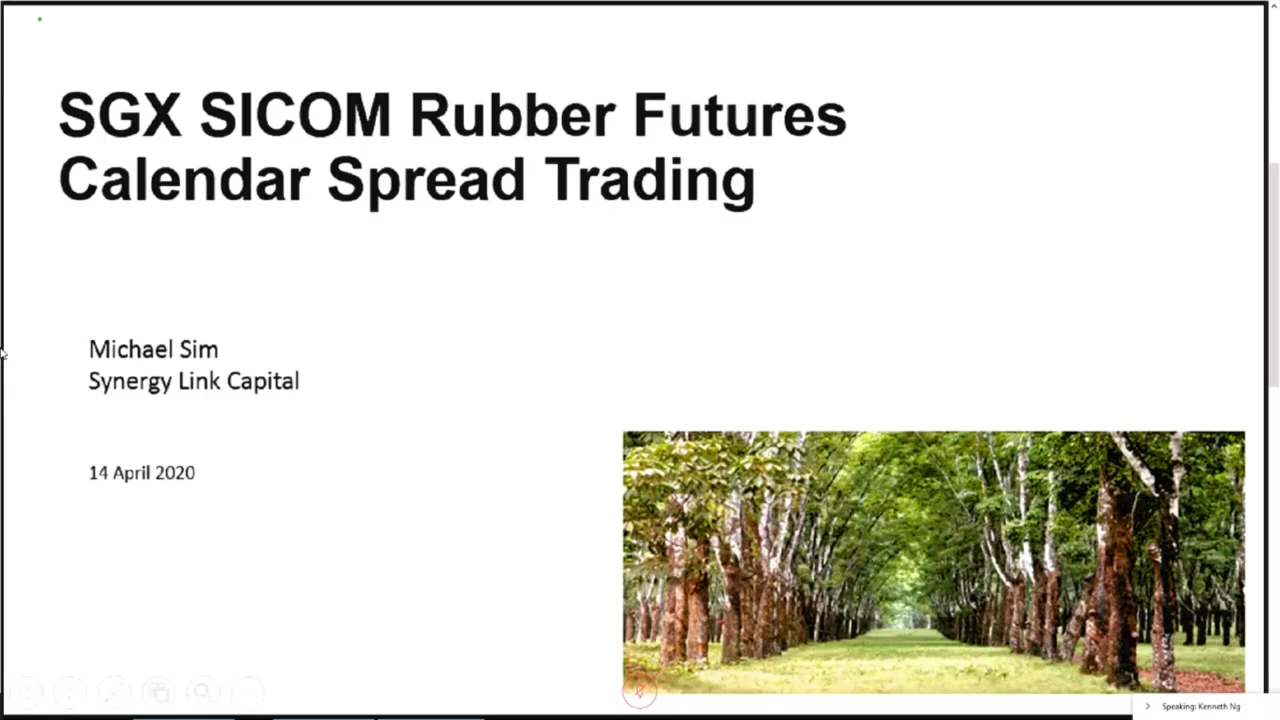 SGX SICOM Rubber Futures
Calendar Spread Trading
Michael Sim
Synergy Link Capital
14 April 2020
Speaking: Kenneth Ng